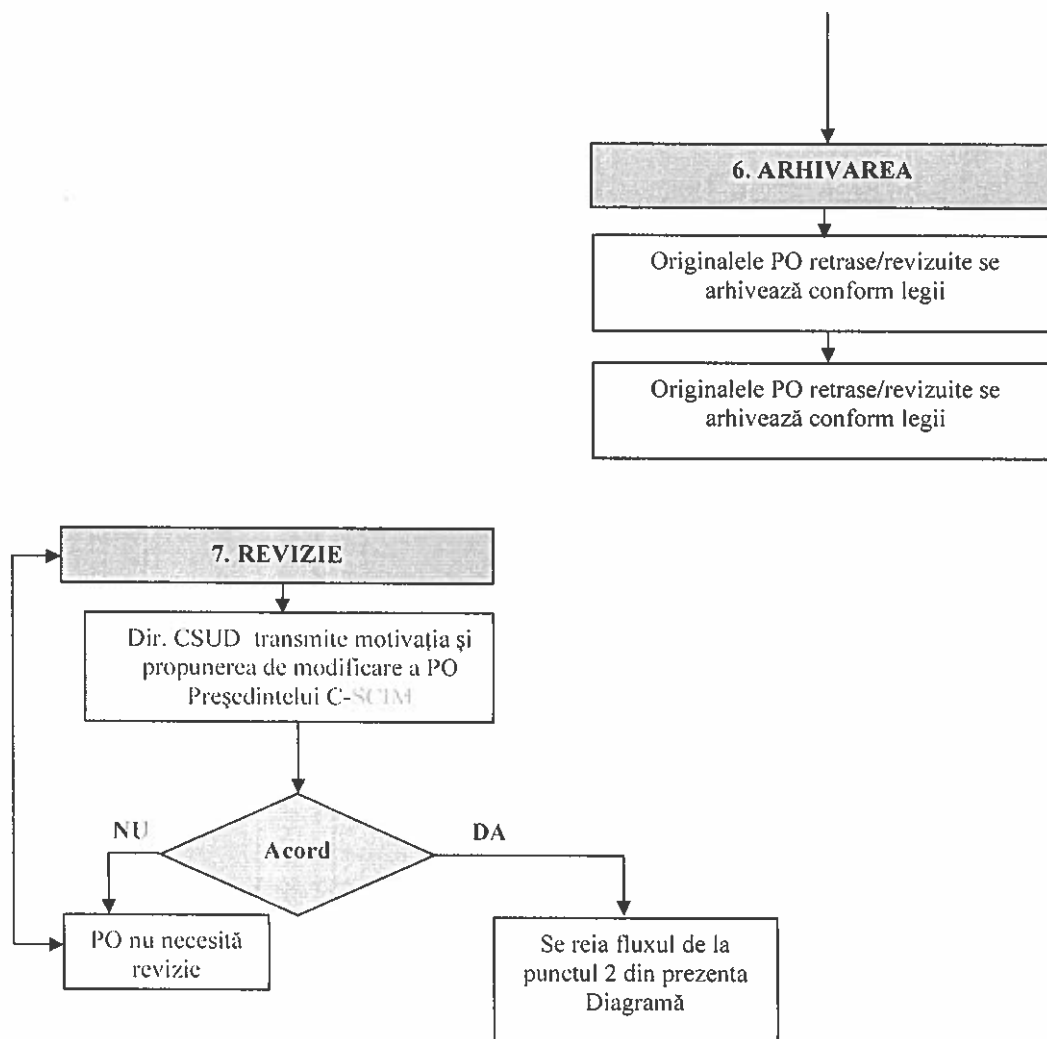 6. ARHIVAREA
Originalele PO retrase/revizuite se
arhivează conform legii
Originalele PO retrase/revizuite se
arhivează conform legii
7. REVIZIE
Dir. CSUD transmite motivația și
propunerea de modificare a PO
Președintelui C-SCIM
NU
Acord
DA
PO nu necesită
revizie
Se reia fluxul de la
punctul 2 din prezenta
Diagramă